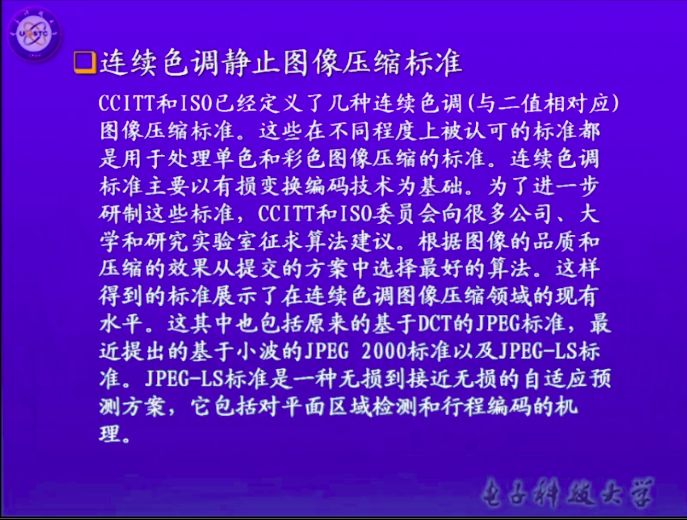 连续色调静止图像压缩标准
CCITT和ISO已经定义了几种连续色调(与二值相对应)
图像压缩标准。这些在不同程度上被认可的标准都
是用于处理单色和彩色图像压缩的标准。连续色调
标准主要以有损变换编码技术为基础。为了进一步
研制这些标准，CCITT和ISO委员会向很多公司、大
学和研究实验室征求算法建议。根据图像的品质和
压缩的效果从提交的方案中选择最好的算法。这样
得到的标准展示了在连续色调图像压缩领域的现有
水平。这其中也包括原来的基于DCT的JPEG标准，最
近提出的基于小波的JPEG 2000标准以及JPEG-LS标
准。JPEG-LS标准是一种无损到接近无损的自适应预
测方案，它包括对平面区域检测和行程编码的机
理。
电子科技大学